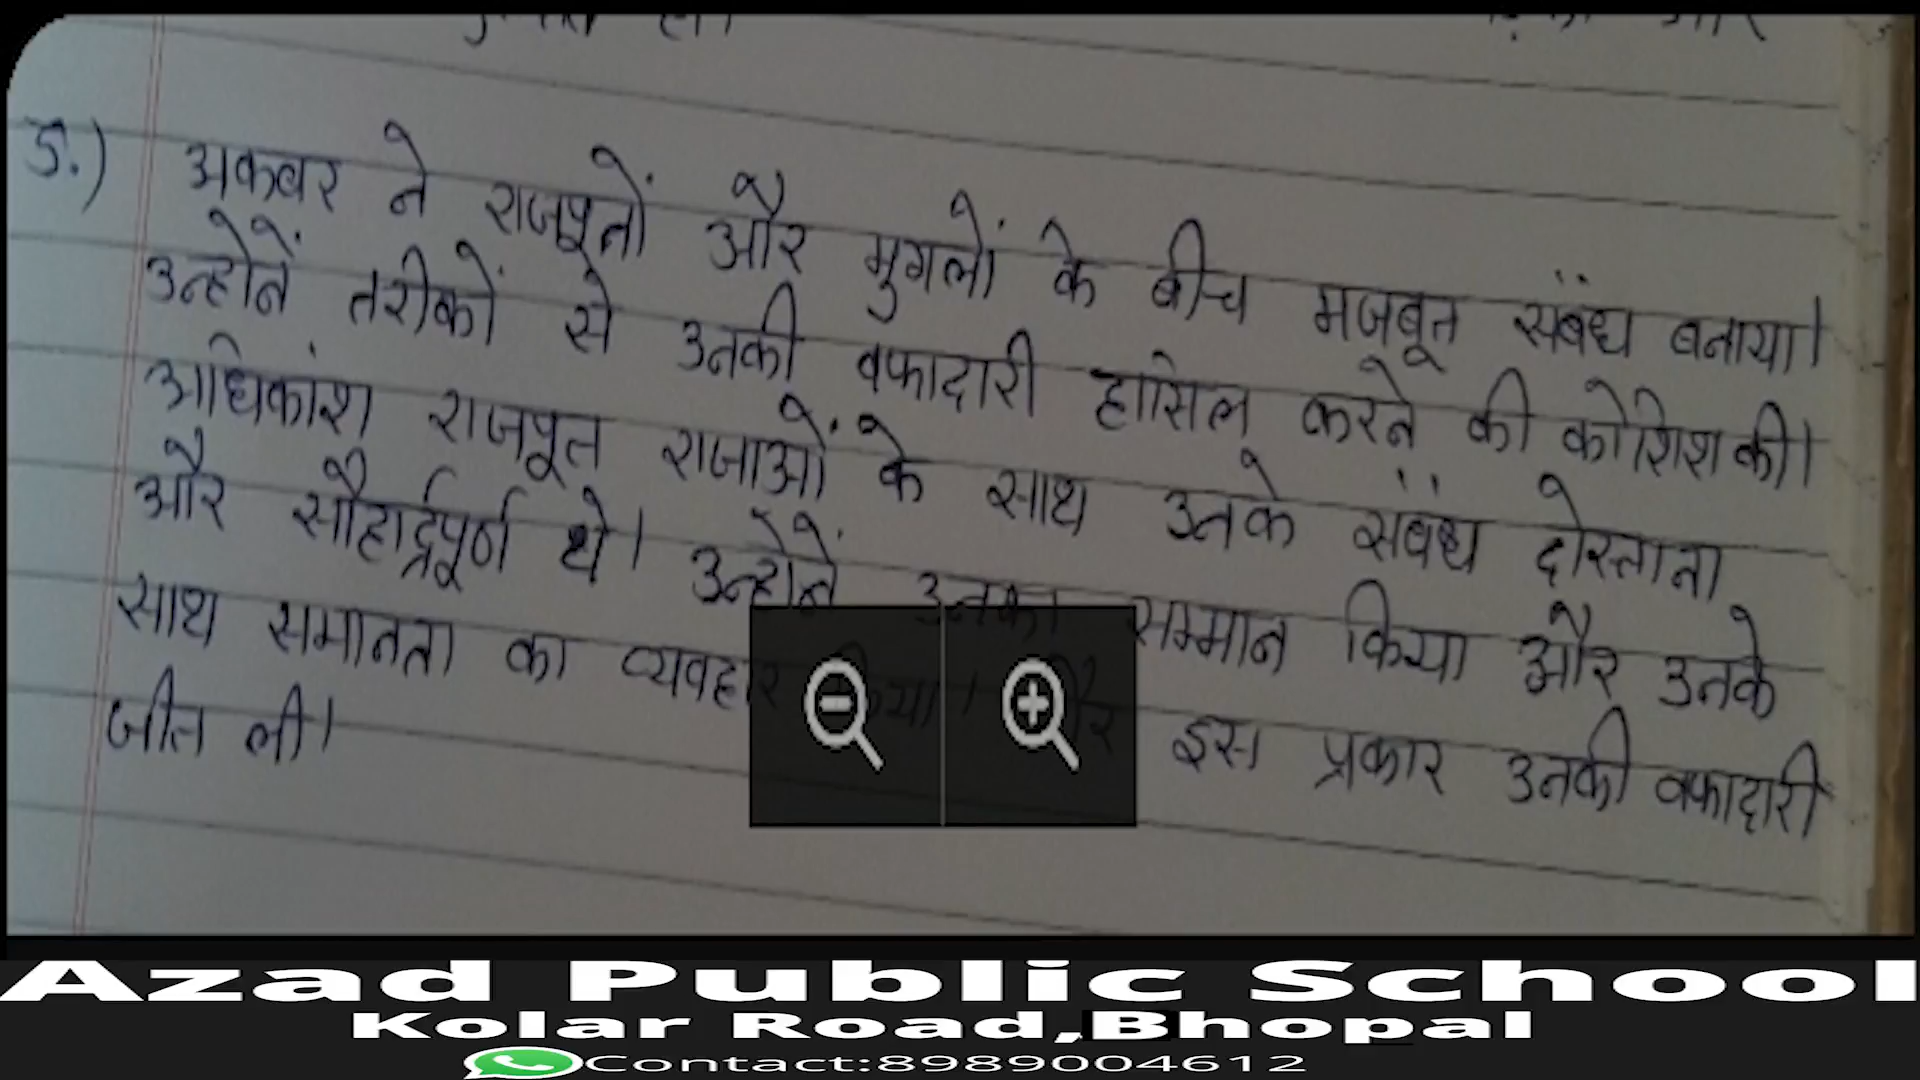 5.) अकबर ने राजपूतों और मुगलों के बीच मजबूत संबंध बनाया।
उन्होनें तरीकों से उनकी वफादारी हासिल करने की कोशिश की।
अधिकांश राजपूत राजाओं के साथ उनके संबंध दोस्ताना
और सौहार्द्रपूर्ण थे। उन्होनें उनका सम्मान किया और उनके
साथ समानता का व्यवहार इस प्रकार उनकी वफादारी
जीत ली।
Azad Public School
Kolar Road,Bhopal
Contact:8989004612